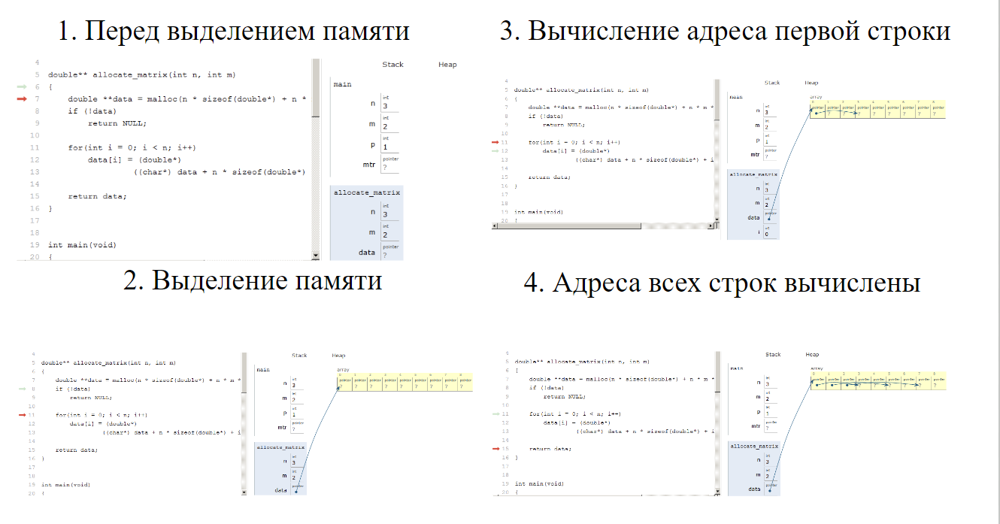 1. Перед выделением памяти
Stack Heap
4
5 double** allocate_matrix(int n, int m)
6 {
7 double **data = malloc(n * sizeof(double*) + n *
8 if (!data)
9 return NULL;
10
11 for(int i = 0; i < n; i++)
12 data[i] = (double*)
13 ((char*) data + n * sizeof(double*)
14
15 return data;
16 }
17
18
19 int main(void)
20 {
main
n int 3
m int 2
p int 1
mtr pointer ?
allocate_matrix
n int 3
m int 2
data pointer ?
2. Выделение памяти
Stack Heap
4
5 double** allocate_matrix(int n, int m)
6 {
7 double **data = malloc(n * sizeof(double*) + n * m *
8 if (!data)
9 return NULL;
10
11 for(int i = 0; i < n; i++)
12 data[i] = (double*)
13 ((char*) data + n * sizeof(double*) + i
14
15 return data;
16 }
17
18
19 int main(void)
20 {
main
n int 3
m int 2
p int 1
mtr pointer ?
allocate_matrix
n int 3
m int 2
data pointer
array
0 1 2 3 4 5 6 7 8
pointer pointer pointer pointer pointer pointer pointer pointer pointer
? ? ? ? ? ? ? ? ?
3. Вычисление адреса первой строки
Stack Heap
4
5 double** allocate_matrix(int n, int m)
6 {
7 double **data = malloc(n * sizeof(double*) + n * m *
8 if (!data)
9 return NULL;
10
11 for(int i = 0; i < n; i++)
12 data[i] = (double*)
13 ((char*) data + n * sizeof(double*) + i
14
15 return data;
16 }
17
18
19 int main(void)
20 {
main
n int 3
m int 2
p int 1
mtr pointer ?
allocate_matrix
n int 3
m int 2
data pointer
i int 0
array
0 1 2 3 4 5 6 7 8
pointer pointer pointer pointer pointer pointer pointer pointer pointer
? ? ? ? ? ? ? ?
4. Адреса всех строк вычислены
Stack Heap
4
5 double** allocate_matrix(int n, int m)
6 {
7 double **data = malloc(n * sizeof(double*) + n * m *
8 if (!data)
9 return NULL;
10
11 for(int i = 0; i < n; i++)
12 data[i] = (double*)
13 ((char*) data + n * sizeof(double*) + i
14
15 return data;
16 }
17
18
19 int main(void)
20 {
main
n int 3
m int 2
p int 1
mtr pointer ?
allocate_matrix
n int 3
m int 2
data pointer
array
0 1 2 3 4 5 6 7 8
pointer pointer pointer pointer pointer pointer pointer pointer pointer
? ? ? ? ? ?